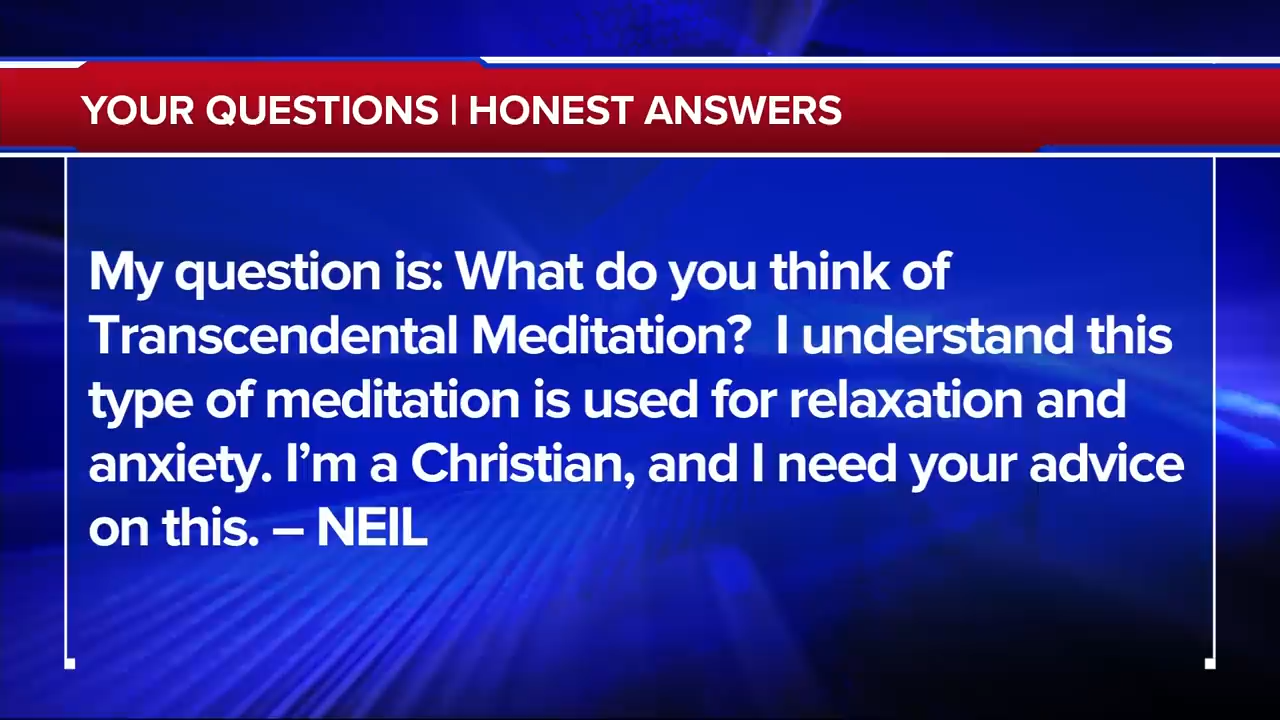 YOUR QUESTIONS | HONEST ANSWERS
My question is: What do you think of
Transcendental Meditation?  I understand this
type of meditation is used for relaxation and
anxiety. I’m a Christian, and I need your advice
on this. – NEIL